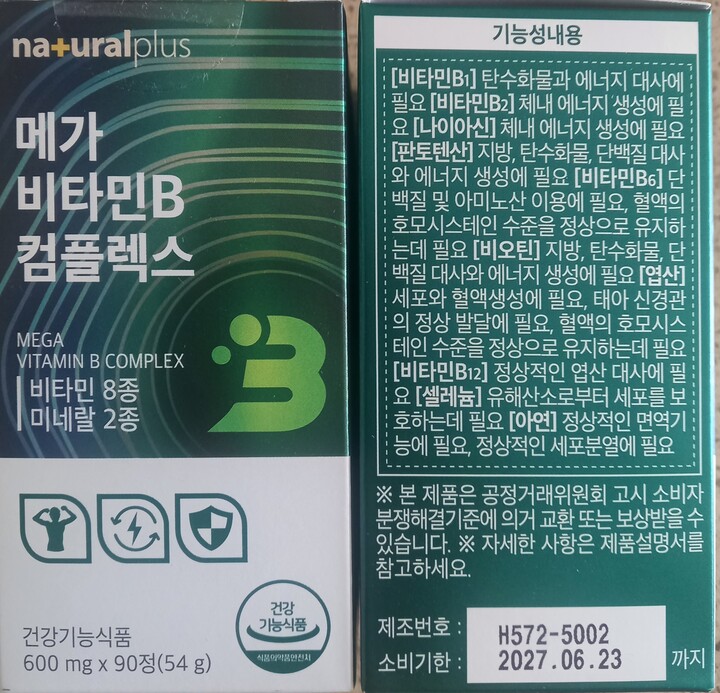 naturalplus
메가
비타민B
컴플렉스
MEGA
VITAMIN B COMPLEX
비타민 8종
미네랄 2종
건강기능식품
600 mg x 90정(54 g)
건강
기능식품
식품의약품안전처
기능성내용
[비타민B1] 탄수화물과 에너지 대사에
필요 [비타민B2] 체내 에너지 생성에 필
요 [나이아신] 체내 에너지 생성에 필요
[판토텐산] 지방, 탄수화물, 단백질 대사
와 에너지 생성에 필요 [비타민B6] 단
백질 및 아미노산 이용에 필요, 혈액의
호모시스테인 수준을 정상으로 유지하
는데 필요 [비오틴] 지방, 탄수화물, 단
백질 대사와 에너지 생성에 필요 [엽산]
세포와 혈액생성에 필요, 태아 신경관
의 정상 발달에 필요, 혈액의 호모시스
테인 수준을 정상으로 유지하는데 필요
[비타민B12] 정상적인 엽산 대사에 필
요 [셀레늄] 유해산소로부터 세포를 보
호하는데 필요 [아연] 정상적인 면역기
능에 필요, 정상적인 세포분열에 필요
※ 본 제품은 공정거래위원회 고시 소비자
분쟁해결기준에 의거 교환 또는 보상받을 수
있습니다. ※ 자세한 사항은 제품설명서를
참고하세요.
제조번호 : H572-5002
소비기한 : 2027.06.23 까지